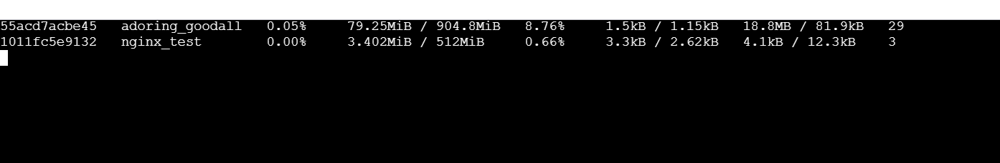 55acd7acbe45 adoring_goodall 0.05% 79.25MiB / 904.8MiB 8.76% 1.5kB / 1.15kB 18.8MB / 81.9kB 29
1011fc5e9132 nginx_test 0.00% 3.402MiB / 512MiB 0.66% 3.3kB / 2.62kB 4.1kB / 12.3kB 3